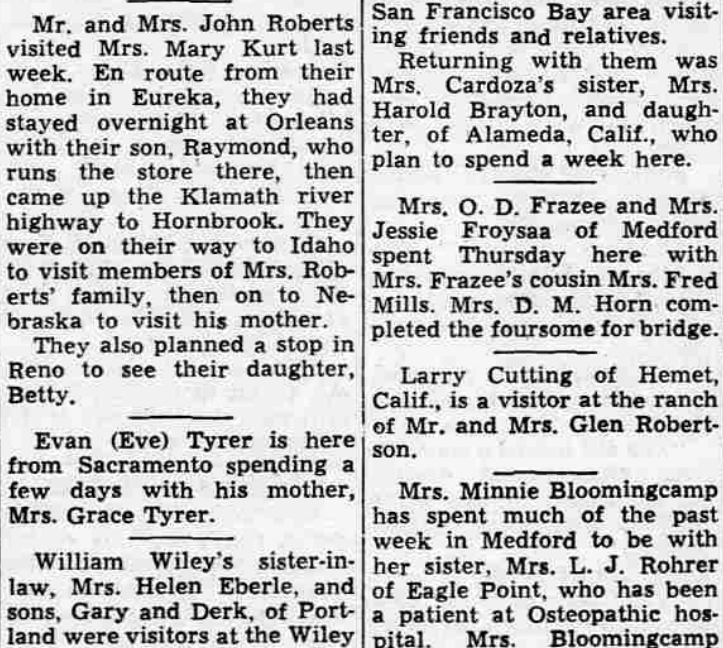 Mr. and Mrs. John Roberts
visited Mrs. Mary Kurt last
week. En route from their
home in Eureka, they had
stayed overnight at Orleans
with their son, Raymond, who
runs the store there, then
came up the Klamath river
highway to Hornbrook. They
were on their way to Idaho
to visit members of Mrs. Rob-
erts' family, then on to Ne-
braska to visit his mother.
They also planned a stop in
Reno to see their daughter,
Betty.
Evan (Eve) Tyrer is here
from Sacramento spending a
few days with his mother,
Mrs. Grace Tyrer.
William Wiley's sister-in-
law, Mrs. Helen Eberle, and
sons, Gary and Derk, of Port-
land were visitors at the Wiley
San Francisco Bay area visit-
ing friends and relatives.
Returning with them was
Mrs. Cardoza's sister, Mrs.
Harold Brayton, and daugh-
ter, of Alameda, Calif., who
plan to spend a week here.
Mrs. O. D. Frazee and Mrs.
Jessie Froysaa of Medford
spent Thursday here with
Mrs. Frazee's cousin Mrs. Fred
Mills. Mrs. D. M. Horn com-
pleted the foursome for bridge.
Larry Cutting of Hemet,
Calif., is a visitor at the ranch
of Mr. and Mrs. Glen Robert-
son.
Mrs. Minnie Bloomingcamp
has spent much of the past
week in Medford to be with
her sister, Mrs. L. J. Rohrer
of Eagle Point, who has been
a patient at Osteopathic hos-
pital. Mrs. Bloomingcamp